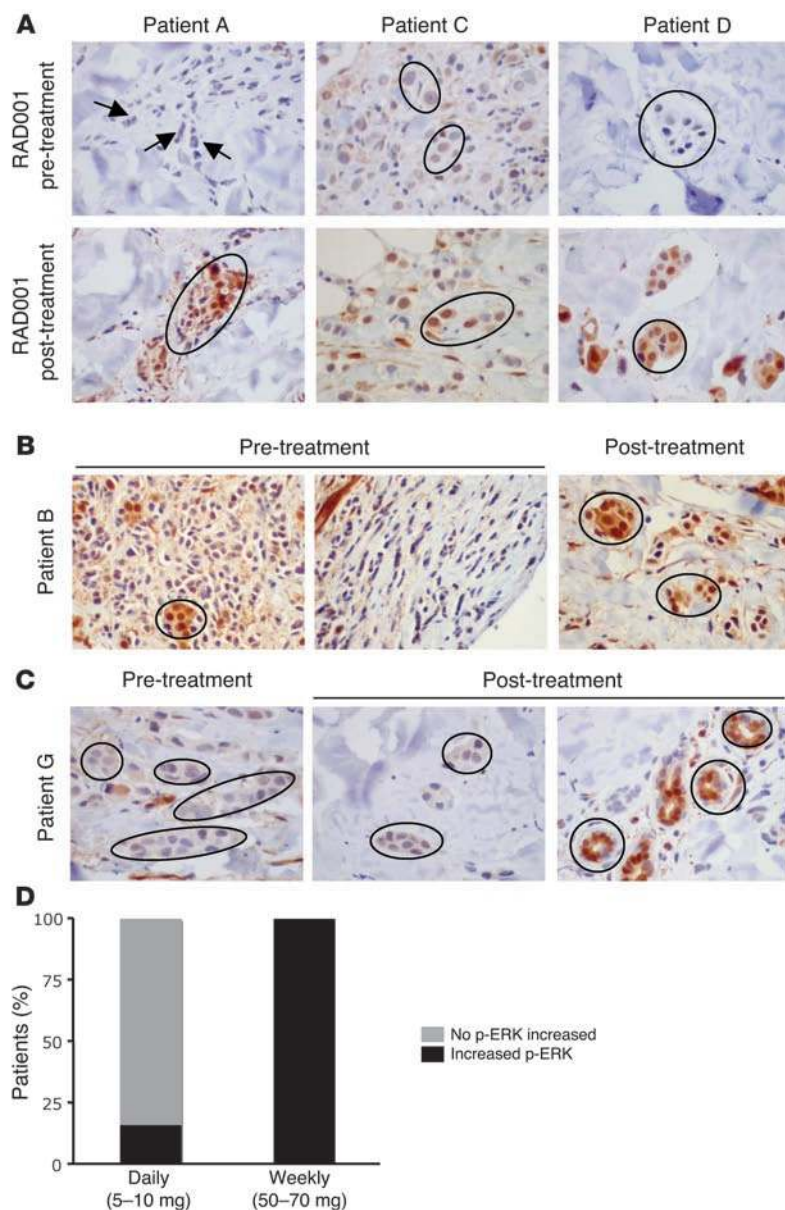 A
Patient A
Patient C
Patient D
RAD001
pre-treatment
RAD001
post-treatment
B
Pre-treatment
Post-treatment
Patient B
C
Pre-treatment
Post-treatment
Patient G
D
Patients (%)
100
75
50
25
0
No p-ERK increased
Increased p-ERK
Daily
(5–10 mg)
Weekly
(50–70 mg)